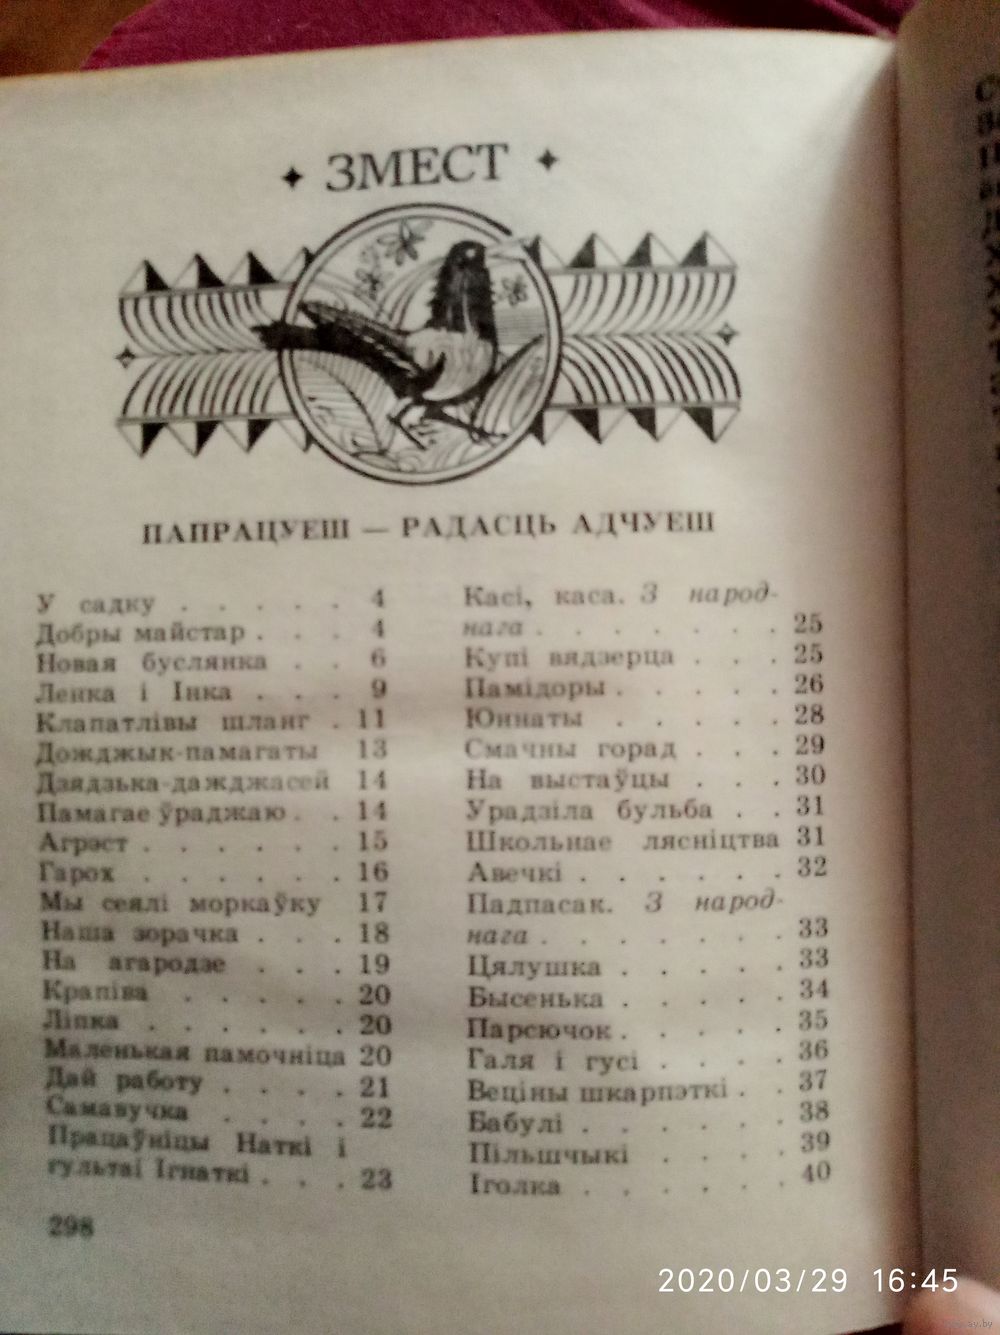 ЗМЕСТ
ПАПРАЦУЕШ — РАДАСЦЬ АДЧУЕШ
У садку . . . . . 4
Добры майстар . . . 4
Новая буслянка . . 6
Ленка і Інка . . . 9
Клапатлівы шланг . 11
Дожджык-памагаты 13
Дзядзька-дажджасей 14
Памагае ўраджаю . . 14
Агрэст . . . . . . 15
Гарох . . . . . . 16
Мы сеялі моркаўку 17
Наша зорачка . . . 18
На агародзе . . . 19
Крапіва . . . . . 20
Ліпка . . . . . . 20
Маленькая памочніца 20
Дай работу . . . . 21
Самавучка . . . . 22
Працаўніцы Наткі і
гультаі Ігнаткі . . . 23
298
Касі, каса. З народ-
нага . . . . . . . 25
Купі вядзерца . . . 25
Памідоры . . . . . 26
Юннаты . . . . . 28
Смачны горад . . . 29
На выстаўцы . . . 30
Урадзіла бульба . . 31
Школьнае лясніцтва 31
Авечкі . . . . . . 32
Падпасак. З народ-
нага . . . . . . . 33
Цялушка . . . . . 33
Бысенька . . . . . 34
Парсючок . . . . . 35
Галя і гусі . . . . 36
Веціны шкарпэткі . . 37
Бабулі . . . . . . 38
Пільшчыкі . . . . 39
Іголка . . . . . . 40
2020/03/29 16:45